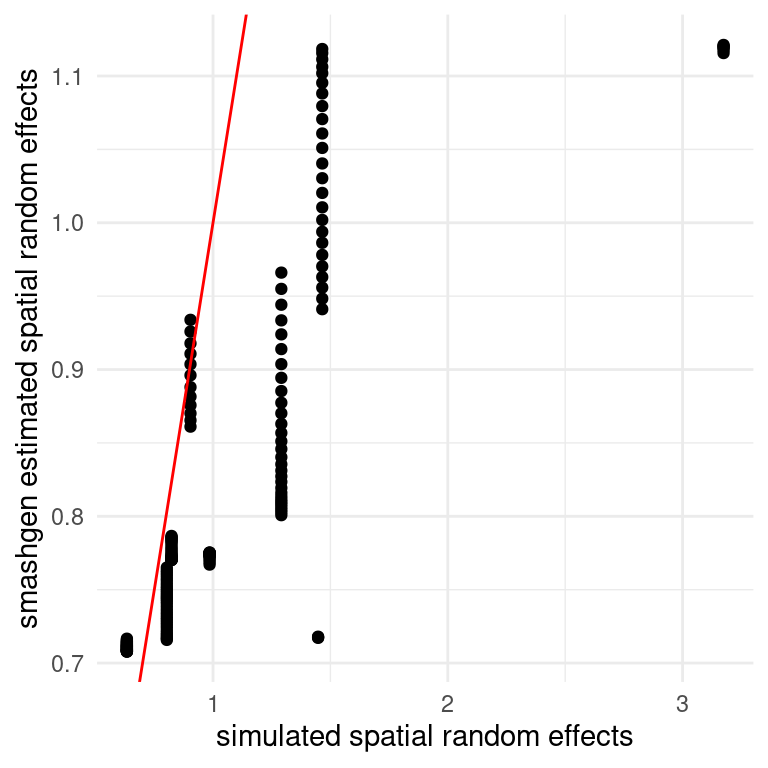 smashgen estimated spatial random effects
1.1
1.0
0.9
0.8
0.7
1 2 3
simulated spatial random effects